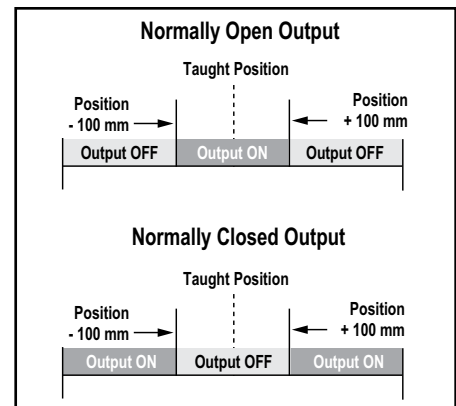 Normally Open Output
Taught Position
Position
- 100 mm
Position
+ 100 mm
Output OFF
Output ON
Output OFF
Normally Closed Output
Taught Position
Position
- 100 mm
Position
+ 100 mm
Output ON
Output OFF
Output ON